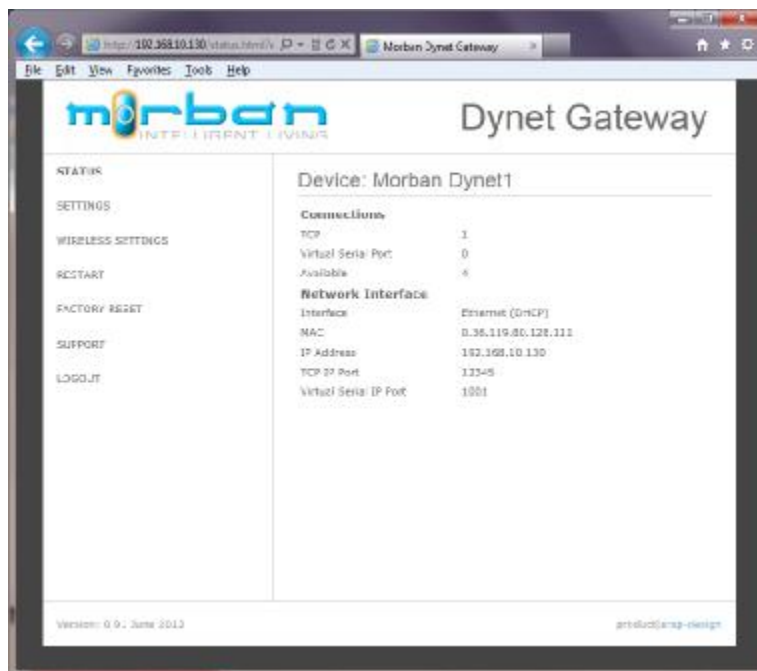 http://192.168.10.130/status.html
Morban Dynet Gateway
File Edit View Favorites Tools Help
morban
INTELLIGENT LIVING
Dynet Gateway
STATUS
Device: Morban Dynet1
SETTINGS
Connections
WIRELESS SETTINGS
TCP 1
Virtual Serial Port 0
RESTART
Available 4
Network Interface
FACTORY RESET
Interface Ethernet (DHCP)
MAC 0.36.119.80.128.111
SUPPORT
IP Address 192.168.10.130
TCP IP Port 12345
LOGOUT
Virtual Serial IP Port 1001
Version: 0.9. June 2012